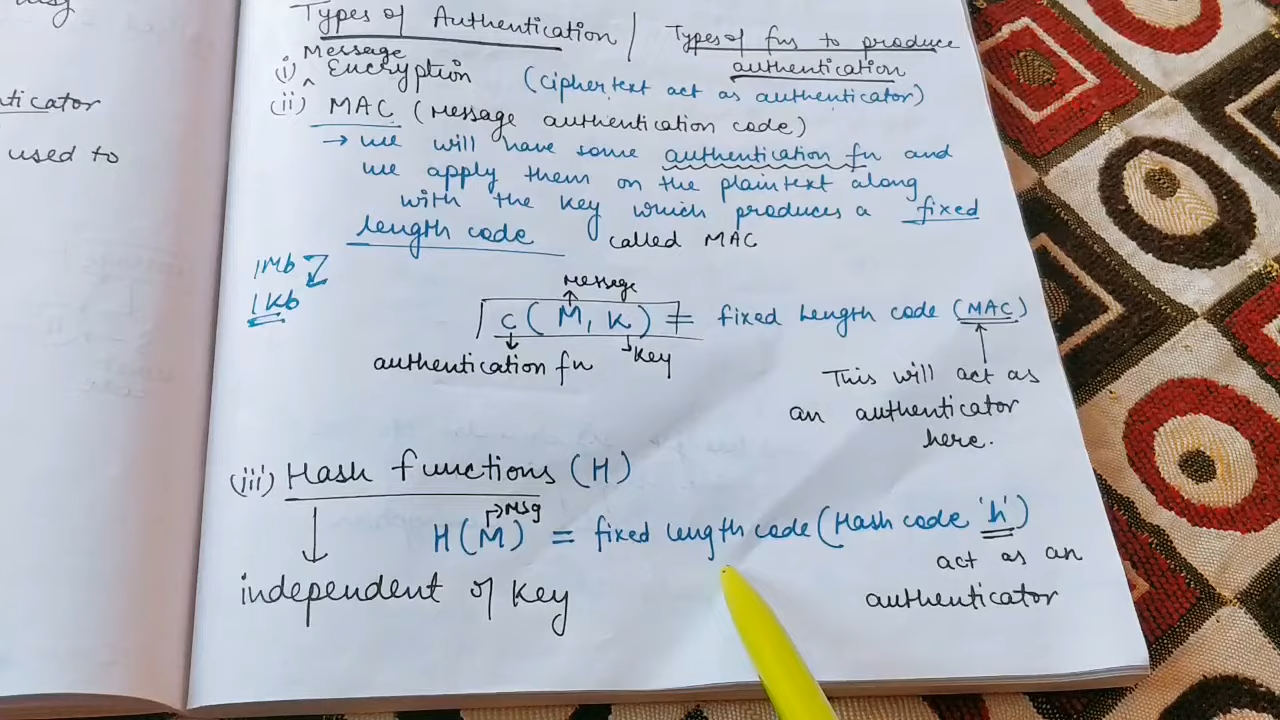 ticator
used to
Types of Authentication | Types of fns to produce
authentication
Message
(i) ^ Encryption (ciphertext act as authenticator)
(ii) MAC (Message authentication code)
→ we will have some authentication fn and
we apply them on the plaintext along
with the key which produces a fixed
length code called MAC
1Mb
1Kb
Message
C(M, K) = fixed length code (MAC)
authentication fn
Key
This will act as
an authenticator
here.
(iii) Hash functions (H)
Msg
H(M) = fixed length code (Hash code 'h')
act as an
authenticator
independent of key